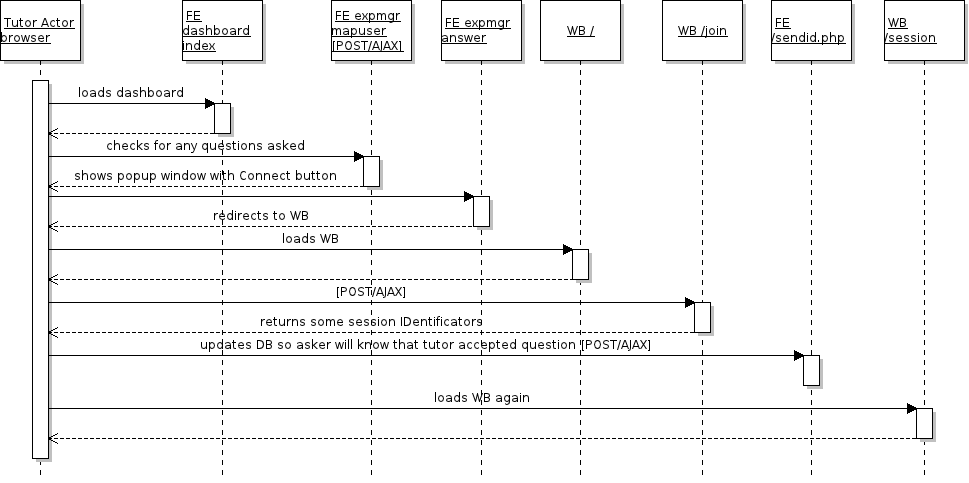 Tutor Actor
browser
FE
dashboard
index
FE expmgr
mapuser
[POST/AJAX]
FE expmgr
answer
WB /
WB /join
FE
/sendid.php
WB
/session
loads dashboard
checks for any questions asked
shows popup window with Connect button
redirects to WB
loads WB
[POST/AJAX]
returns some session IDentificators
updates DB so asker will know that tutor accepted question [POST/AJAX]
loads WB again